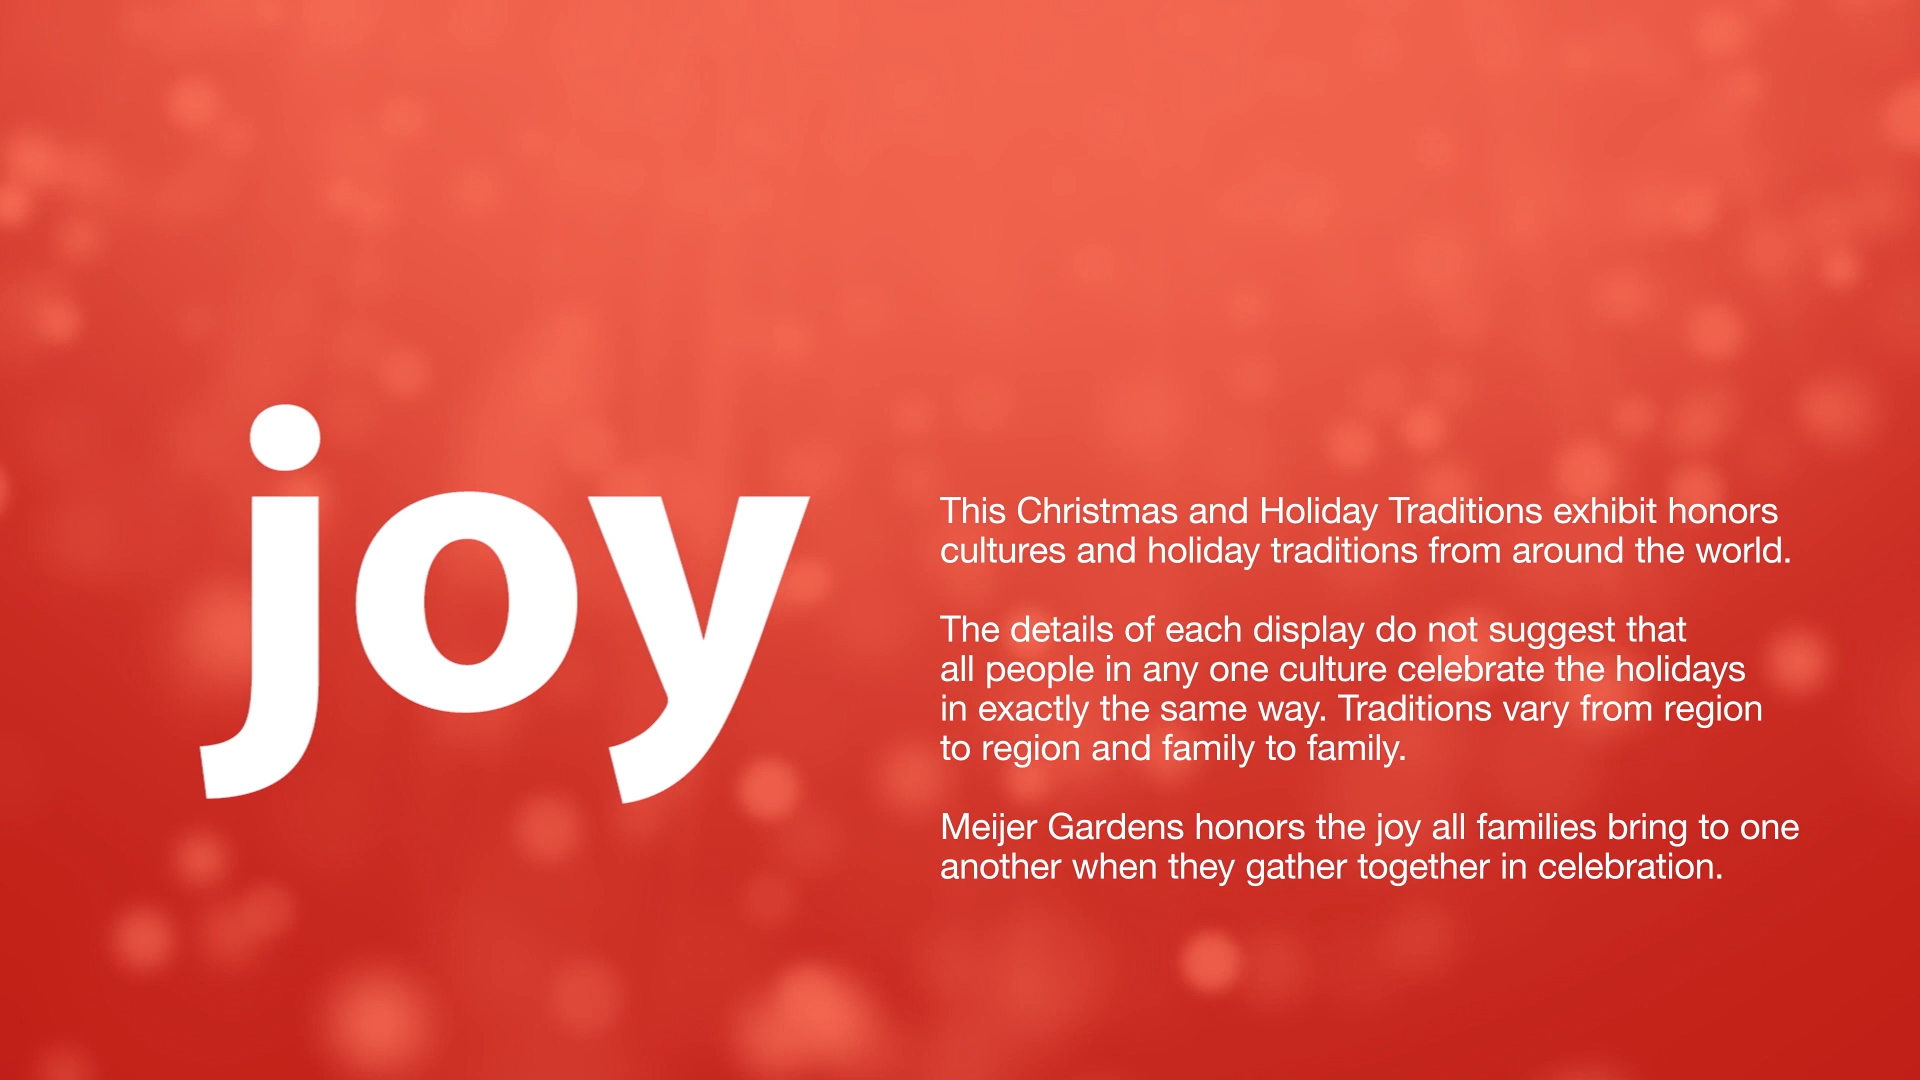 joy
This Christmas and Holiday Traditions exhibit honors
cultures and holiday traditions from around the world.
The details of each display do not suggest that
all people in any one culture celebrate the holidays
in exactly the same way. Traditions vary from region
to region and family to family.
Meijer Gardens honors the joy all families bring to one
another when they gather together in celebration.